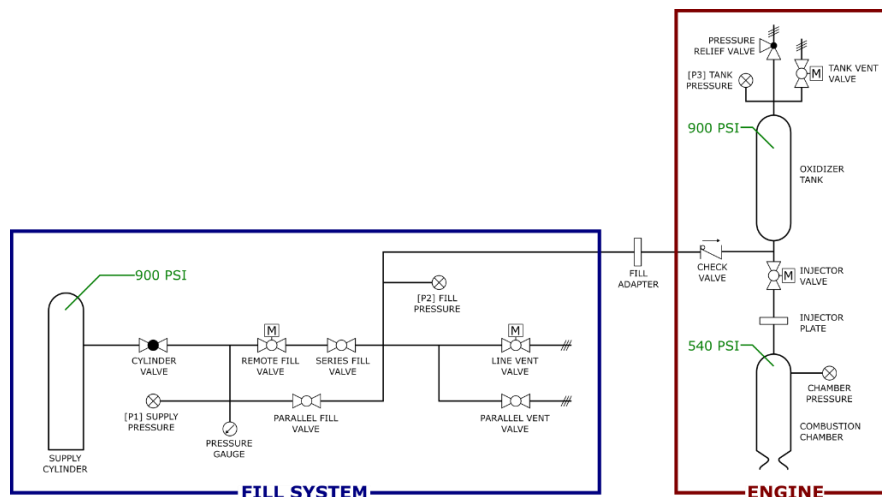 PRESSURE
RELIEF VALVE
[P3] TANK
PRESSURE
M
TANK VENT
VALVE
900 PSI
OXIDIZER
TANK
900 PSI
FILL
ADAPTER
CHECK
VALVE
M
INJECTOR
VALVE
[P2] FILL
PRESSURE
INJECTOR
PLATE
M
M
540 PSI
CYLINDER
VALVE
REMOTE FILL
VALVE
SERIES FILL
VALVE
LINE VENT
VALVE
CHAMBER
PRESSURE
[P1] SUPPLY
PRESSURE
PARALLEL FILL
VALVE
PARALLEL VENT
VALVE
PRESSURE
GAUGE
COMBUSTION
CHAMBER
SUPPLY
CYLINDER
FILL SYSTEM
ENGINE